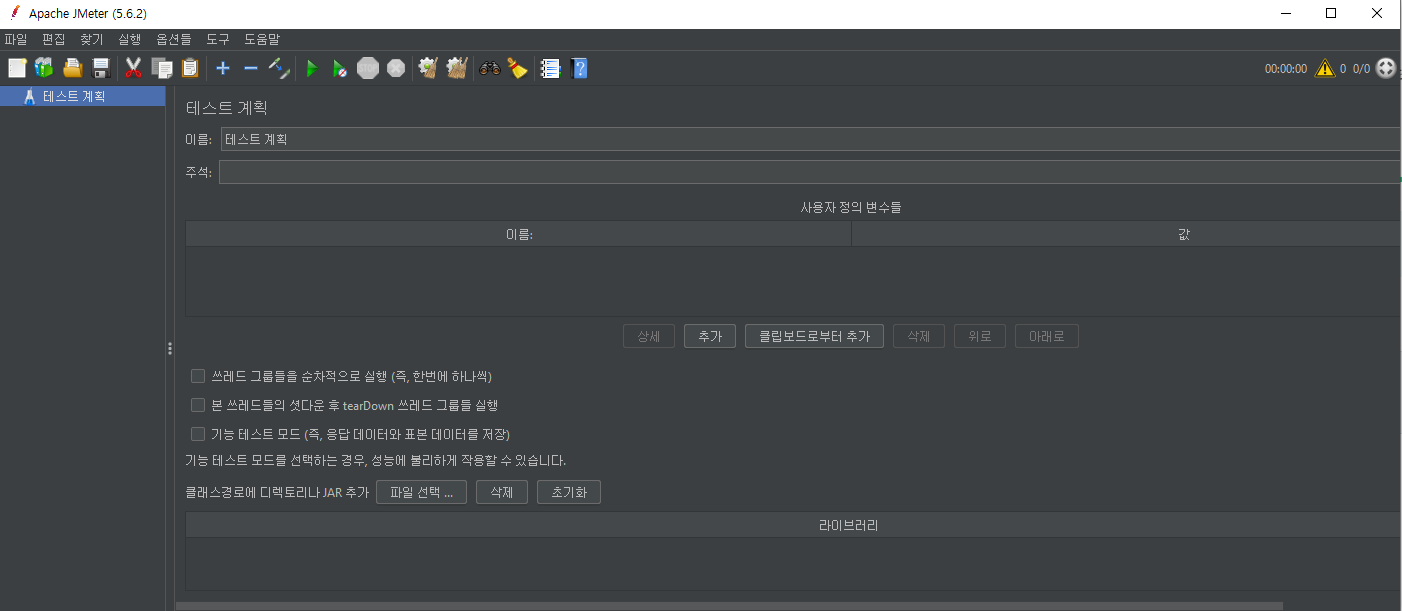 Apache JMeter (5.6.2)
파일 편집 찾기 실행 옵션들 도구 도움말
STOP 00:00:00 0 0/0
테스트 계획
테스트 계획
이름: 테스트 계획
주석:
사용자 정의 변수들
이름: 값
상세 추가 클립보드로부터 추가 삭제 위로 아래로
쓰레드 그룹들을 순차적으로 실행 (즉, 한번에 하나씩)
본 쓰레드들의 셧다운 후 tearDown 쓰레드 그룹들 실행
기능 테스트 모드 (즉, 응답 데이터와 표본 데이터를 저장)
기능 테스트 모드를 선택하는 경우, 성능에 불리하게 작용할 수 있습니다.
클래스경로에 디렉토리나 JAR 추가 파일 선택 ... 삭제 초기화
라이브러리